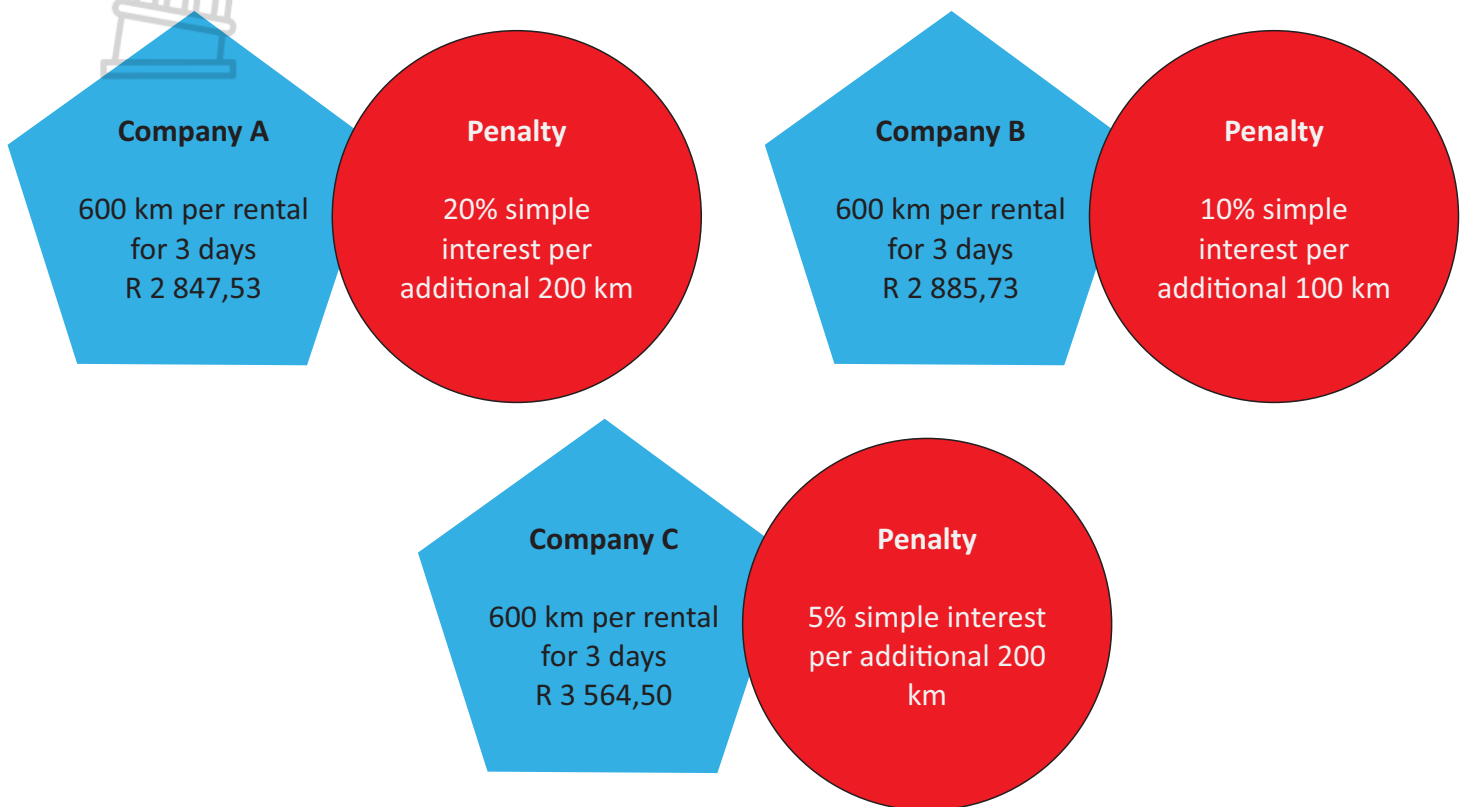 Company A
600 km per rental
for 3 days
R 2 847,53
Penalty
20% simple
interest per
additional 200 km
Company B
600 km per rental
for 3 days
R 2 885,73
Penalty
10% simple
interest per
additional 100 km
Company C
600 km per rental
for 3 days
R 3 564,50
Penalty
5% simple interest
per additional 200
km